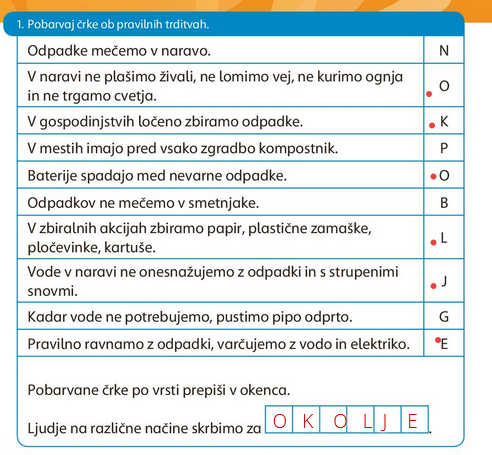 1. Pobarvaj črke ob pravilnih trditvah.
Odpadke mečemo v naravo. N
V naravi ne plašimo živali, ne lomimo vej, ne kurimo ognja
in ne trgamo cvetja. O
V gospodinjstvih ločeno zbiramo odpadke. K
V mestih imajo pred vsako zgradbo kompostnik. P
Baterije spadajo med nevarne odpadke. O
Odpadkov ne mečemo v smetnjake. B
V zbiralnih akcijah zbiramo papir, plastične zamaške,
pločevinke, kartuše. L
Vode v naravi ne onesnažujemo z odpadki in s strupenimi
snovmi. J
Kadar vode ne potrebujemo, pustimo pipo odprto. G
Pravilno ravnamo z odpadki, varčujemo z vodo in elektriko. E
Pobarvane črke po vrsti prepiši v okenca.
Ljudje na različne načine skrbimo za O K O L J E.